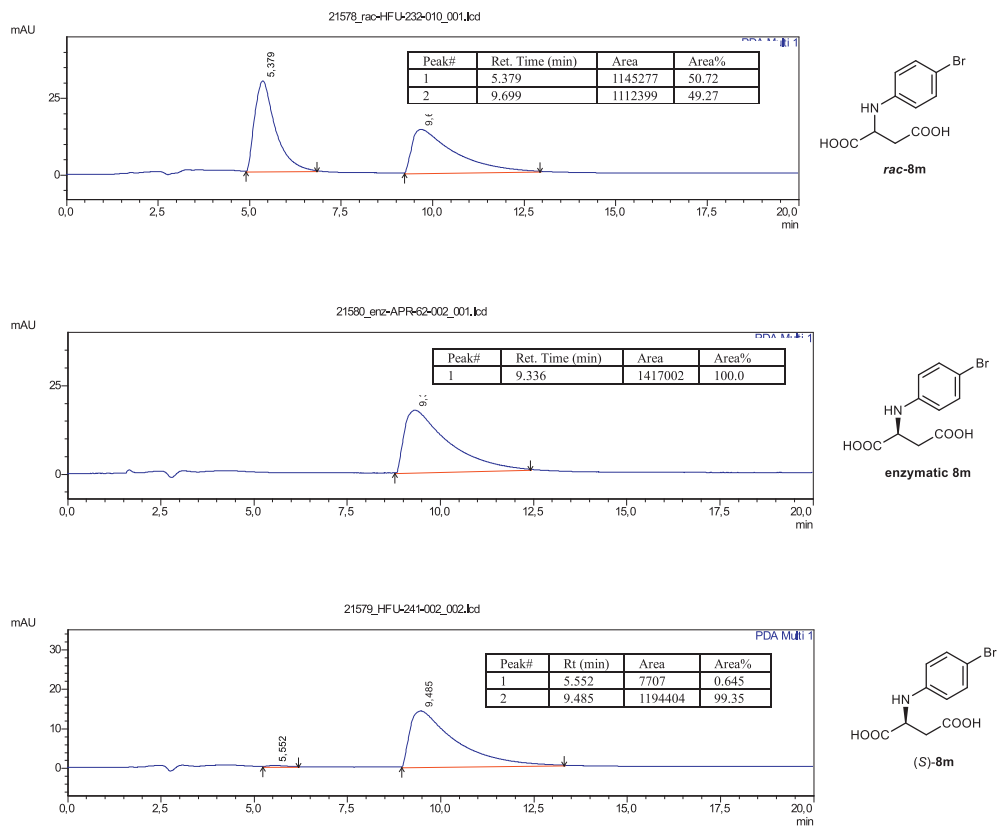 21578_rac-HFU-232-010_001.lcd
mAU
PDA Multi 1
Peak# Ret. Time (min) Area Area%
1 5.379 1145277 50.72
2 9.699 1112399 49.27
5,379
25
0
0,0 2,5 5,0 7,5 10,0 12,5 15,0 17,5 20,0
min
Br
HN
HOOC COOH
rac-8m
21580_enz-APR-62-002_001.lcd
mAU
PDA Multi 1
Peak# Ret. Time (min) Area Area%
1 9.336 1417002 100.0
25
0
0,0 2,5 5,0 7,5 10,0 12,5 15,0 17,5 20,0
min
Br
HN
HOOC COOH
enzymatic 8m
21579_HFU-241-002_002.lcd
mAU
PDA Multi 1
Peak# Rt (min) Area Area%
1 5.552 7707 0.645
2 9.485 1194404 99.35
30
20
10
0
5,552
9,485
0,0 2,5 5,0 7,5 10,0 12,5 15,0 17,5 20,0
min
Br
HN
HOOC COOH
(S)-8m